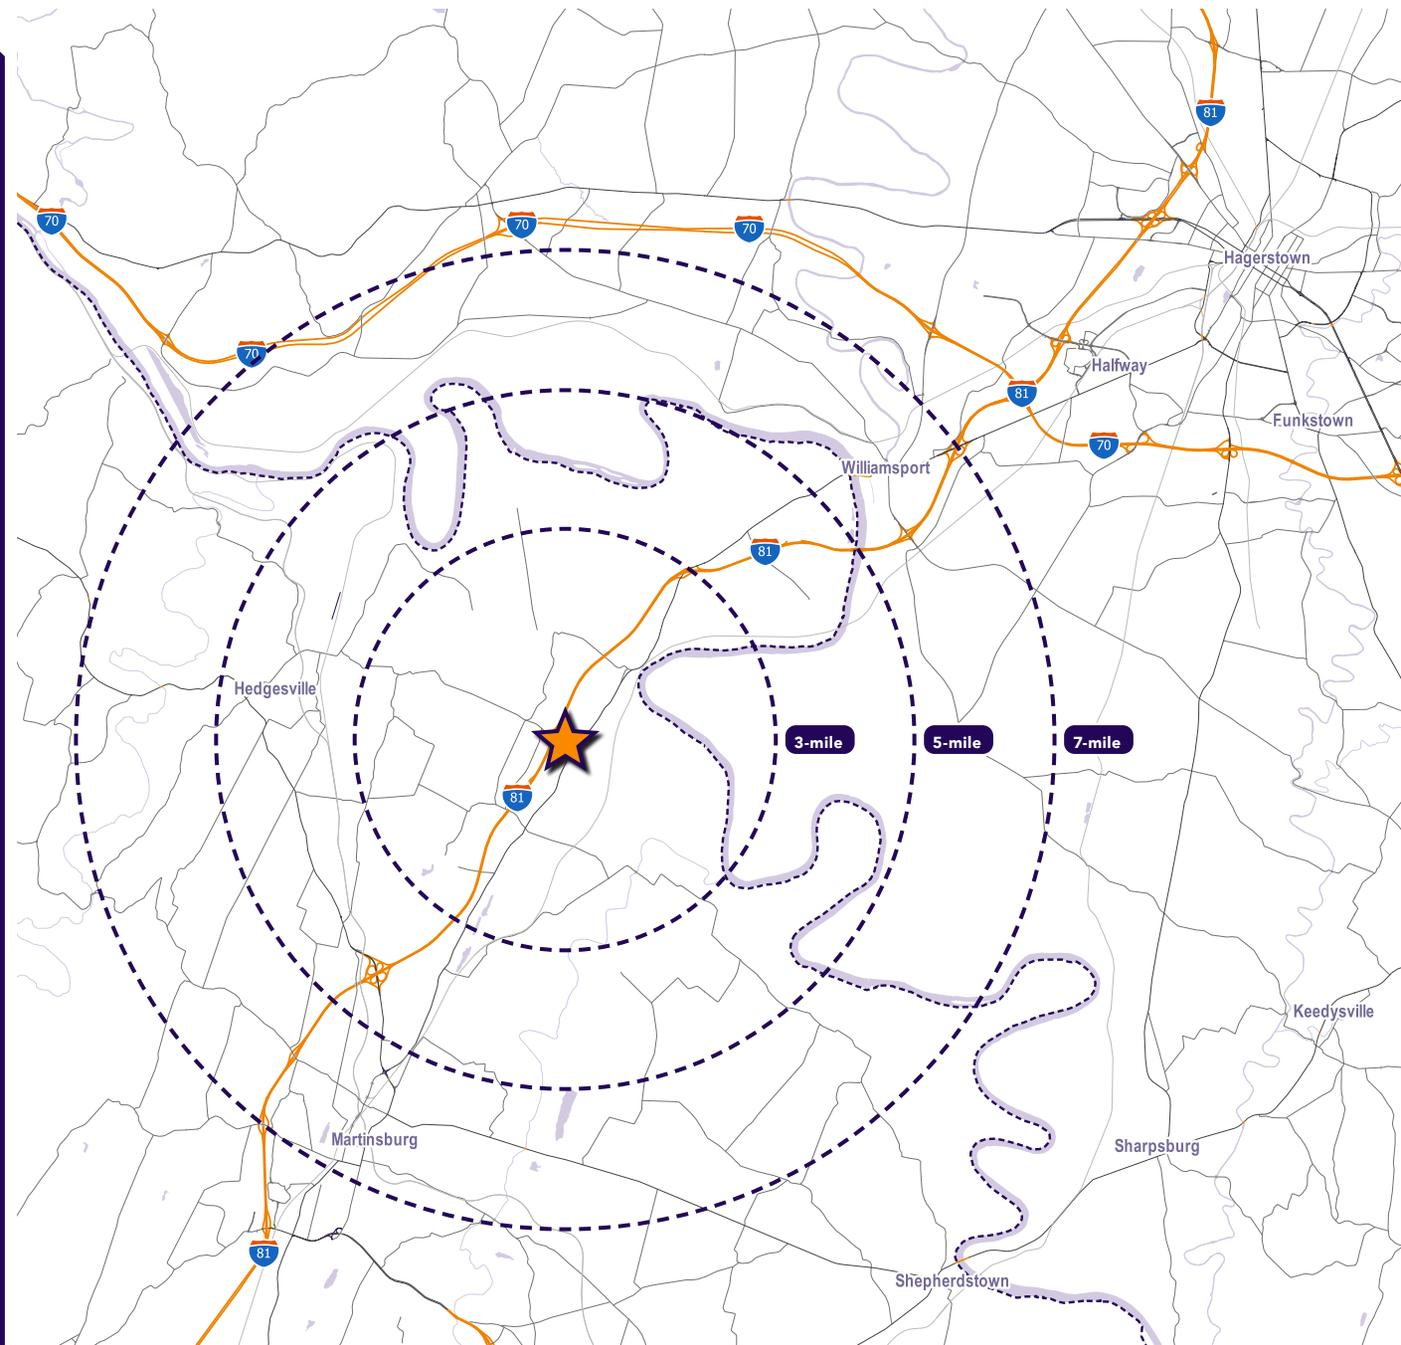 81
70
70
70
Hagerstown
70
Halfway
81
Funkstown
70
Williamsport
81
Hedgesville
3-mile
5-mile
7-mile
81
Keedysville
Martinsburg
Sharpsburg
81
Shepherdstown